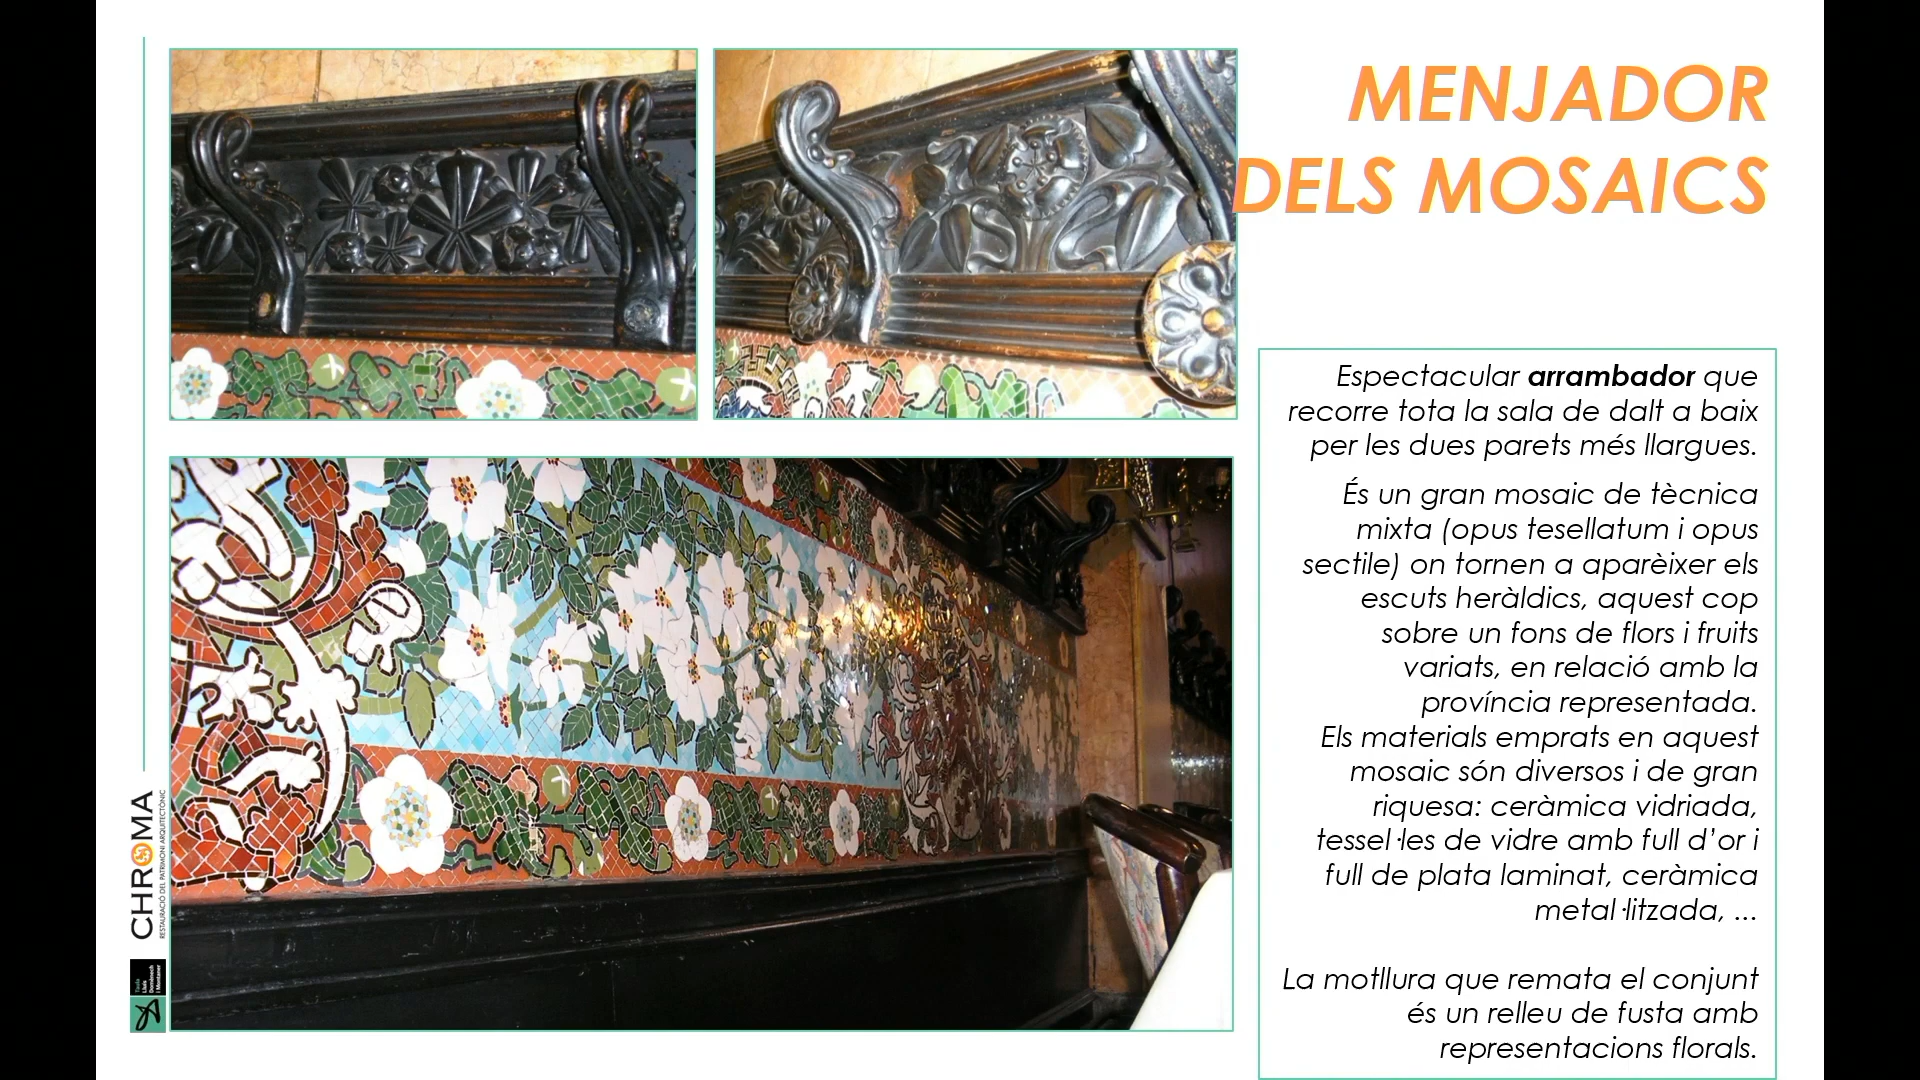 MENJADOR
DELS MOSAICS
Espectacular arrambador que
recorre tota la sala de dalt a baix
per les dues parets més llargues.
És un gran mosaic de tècnica
mixta (opus tesellatum i opus
sectile) on tornen a aparèixer els
escuts heràldics, aquest cop
sobre un fons de flors i fruits
variats, en relació amb la
província representada.
Els materials emprats en aquest
mosaic són diversos i de gran
riquesa: ceràmica vidriada,
tessel·les de vidre amb full d’or i
full de plata laminat, ceràmica
metal·litzada, ...
La motllura que remata el conjunt
és un relleu de fusta amb
representacions florals.
CHROMA
RESTAURACIÓ DEL PATRIMONI ARQUITECTÒNIC
Taula
Lluís
Domènech
i Montaner